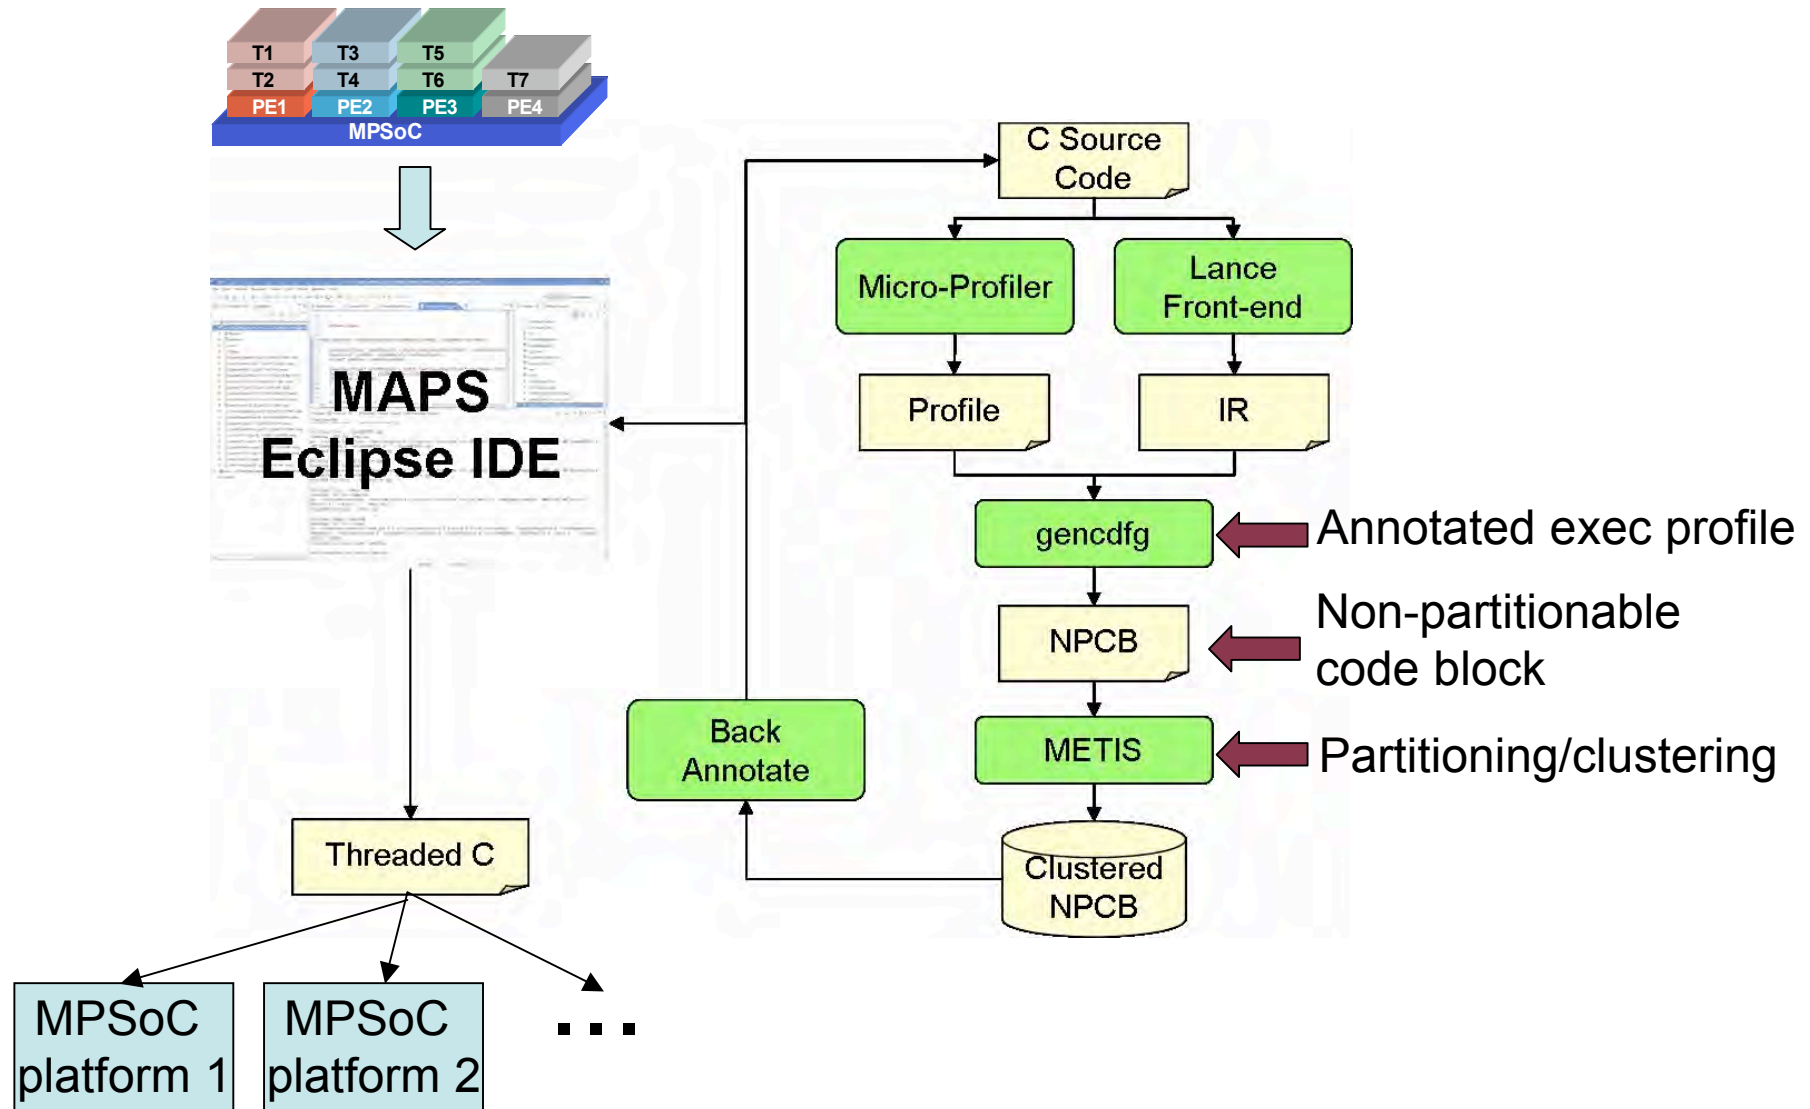 T1 T3 T5
T2 T4 T6 T7
PE1 PE2 PE3 PE4
MPSoC
C Source
Code
Micro-Profiler
Lance
Front-end
MAPS
Eclipse IDE
Profile
IR
gencdfg
Annotated exec profile
NPCB
Non-partitionable
code block
Back
Annotate
METIS
Partitioning/clustering
Threaded C
Clustered
NPCB
MPSoC
platform 1
MPSoC
platform 2
...